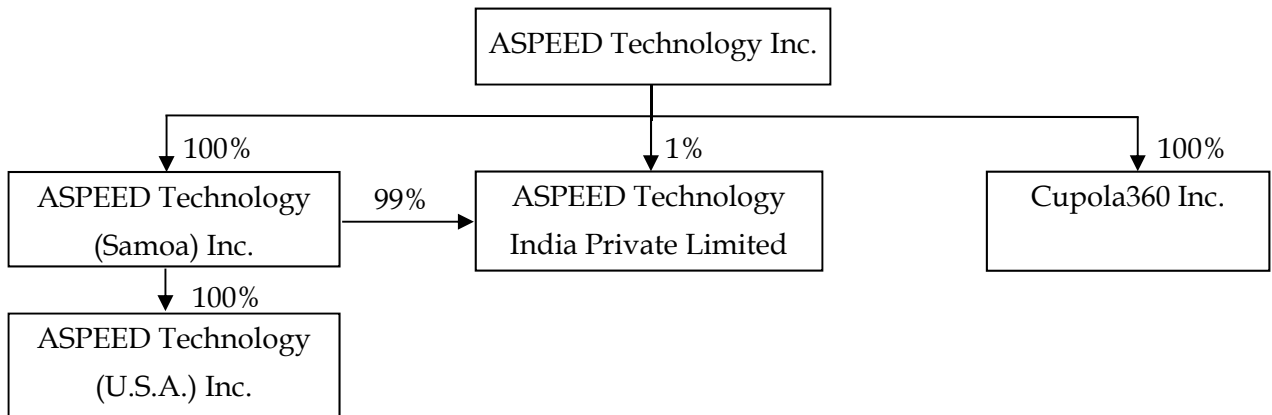 ASPEED Technology Inc.
100%
1%
100%
ASPEED Technology
(Samoa) Inc.
99%
ASPEED Technology
India Private Limited
Cupola360 Inc.
100%
ASPEED Technology
(U.S.A.) Inc.